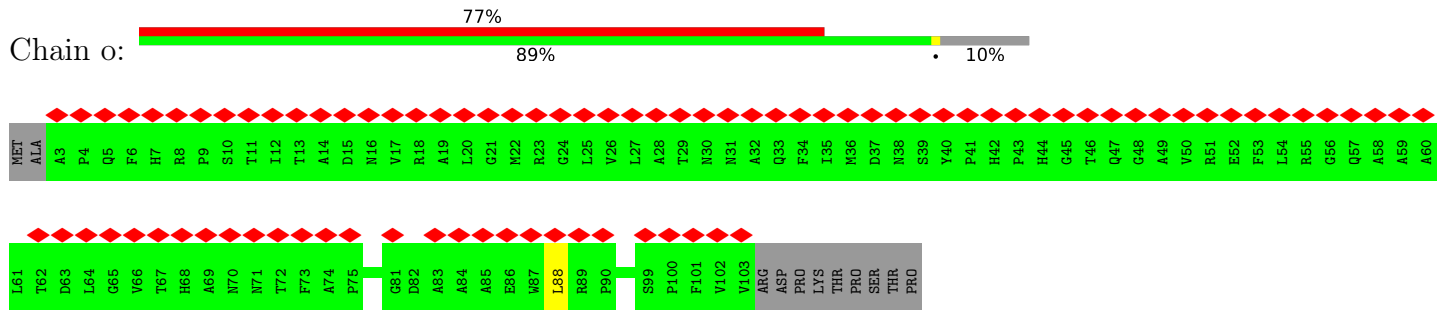 77%
Chain o:
89% • 10%
MET ALA A3 P4 Q5 F6 H7 R8 P9 S10 T11 I12 T13 A14 D15 N16 V17 R18 A19 L20 G21 M22 R23 G24 L25 V26 L27 A28 T29 N30 N31 A32 Q33 F34 I35 M36 D37 N38 S39 Y40 P41 H42 P43 H44 G45 T46 Q47 G48 A49 V50 R51 E52 F53 L54 R55 G56 Q57 A58 A59 A60
L61 T62 D63 L64 G65 V66 T67 H68 A69 N70 N71 T72 F73 A74 P75 G81 D82 A83 A84 A85 E86 W87 L88 R89 P90 S99 P100 F101 V102 V103 ARG ASP PRO LYS THR PRO SER THR PRO